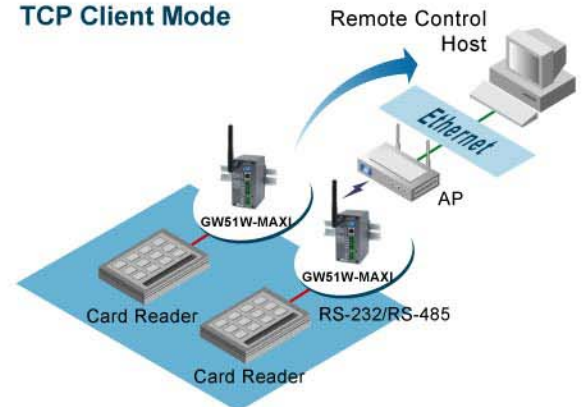 TCP Client Mode
Remote Control
Host
Ethernet
AP
GW51W-MAXI
GW51W-MAXI
RS-232/RS-485
Card Reader
Card Reader